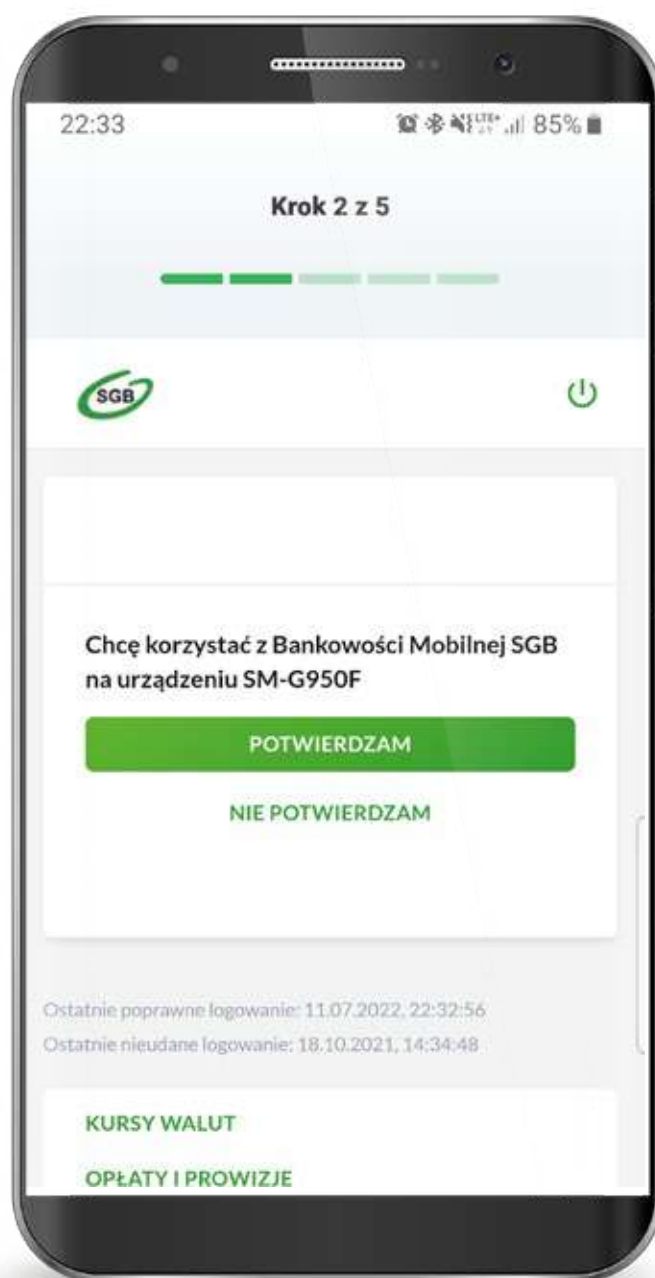 22:33 LTE+ 85%
Krok 2 z 5
SGB
Chcę korzystać z Bankowości Mobilnej SGB
na urządzeniu SM-G950F
POTWIERDZAM
NIE POTWIERDZAM
Ostatnie poprawne logowanie: 11.07.2022, 22:32:56
Ostatnie nieudane logowanie: 18.10.2021, 14:34:48
KURSY WALUT
OPŁATY I PROWIZJE